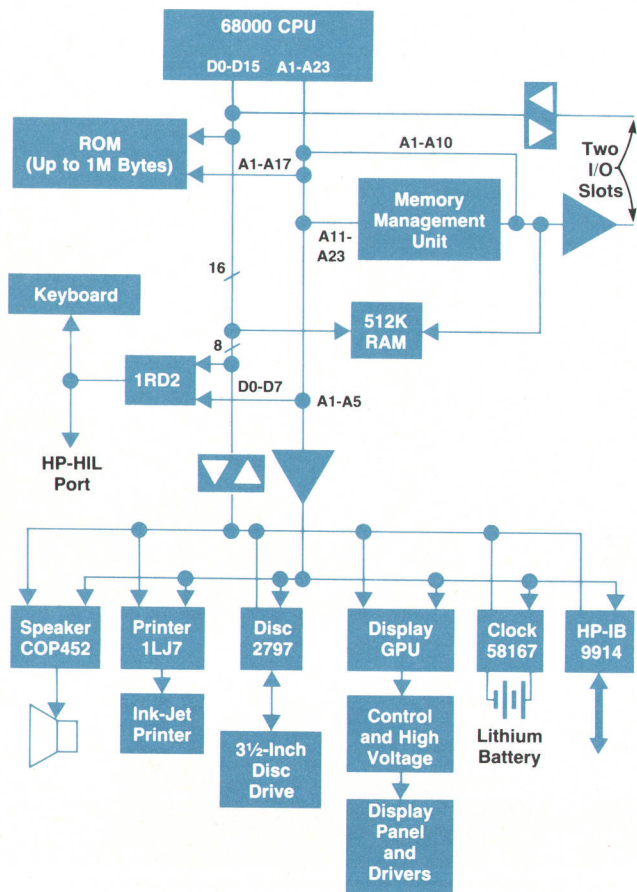 68000 CPU
D0-D15 A1-A23
ROM
(Up to 1M Bytes)
A1-A17
A1-A10
Two
I/O
Slots
Memory
Management
Unit
A11-
A23
16
Keyboard
512K
RAM
8
1RD2
D0-D7
A1-A5
HP-HIL
Port
Speaker
COP452
Printer
1LJ7
Disc
2797
Display
GPU
Clock
58167
HP-IB
9914
Ink-Jet
Printer
3½-Inch
Disc
Drive
Control
and High
Voltage
Lithium
Battery
Display
Panel
and
Drivers